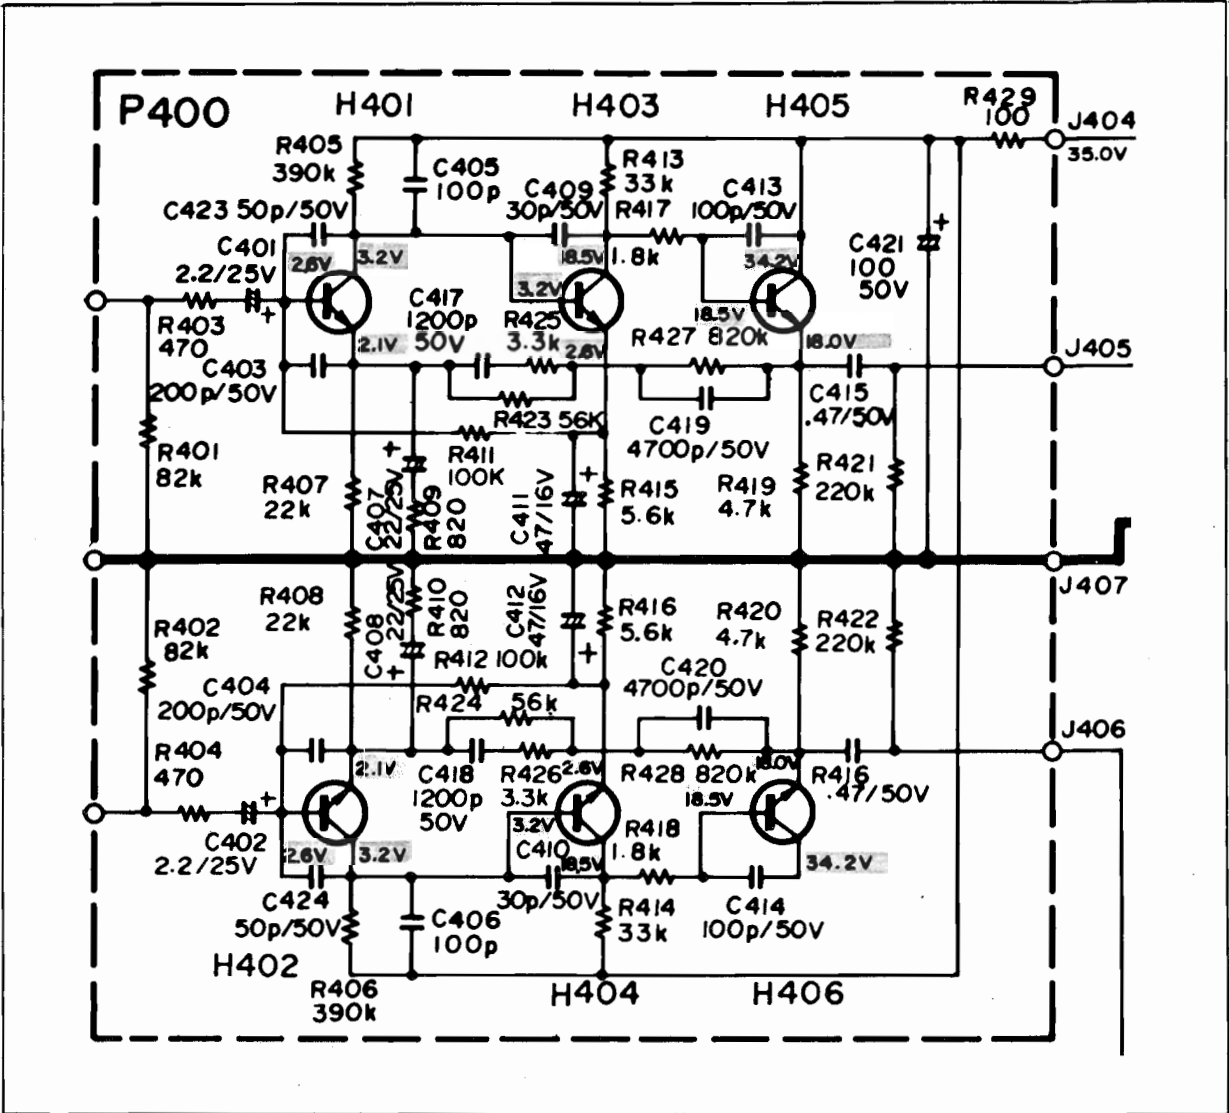 P400
H401
H403
H405
R429
100
J404
35.0V
R405
390k
C405
100p
C409
30p/50V
R413
33k
R417
1.8k
C413
100p/50V
C423 50p/50V
C401
2.2/25V
+
2.6V
3.2V
18.5V
34.2V
C421
100
50V
+
3.2V
C417
1200p
50V
R425
3.3k
18.5V
R427 820k
18.0V
R403
470
2.1V
2.6V
J405
C403
200p/50V
R423 56K
C419
4700p/50V
C415
.47/50V
R401
82k
R411
100K
+
+
R407
22k
C407
22/25V
R409
820
C411
47/16V
R415
5.6k
R419
4.7k
R421
220k
J407
R408
22k
C408
22/25V
R410
820
C412
47/16V
R416
5.6k
R420
4.7k
R422
220k
R402
82k
+
+
R412 100k
C420
4700p/50V
C404
200p/50V
R424
56k
J406
R404
470
2.1V
C418
1200p
50V
R426
3.3k
2.6V
R428 820k
18.0V
R416
.47/50V
+
18.5V
C402
2.2/25V
2.6V
3.2V
3.2V
C410
30p/50V
18.5V
R418
1.8k
34.2V
C424
50p/50V
C406
100p
R414
33k
C414
100p/50V
H402
R406
390k
H404
H406